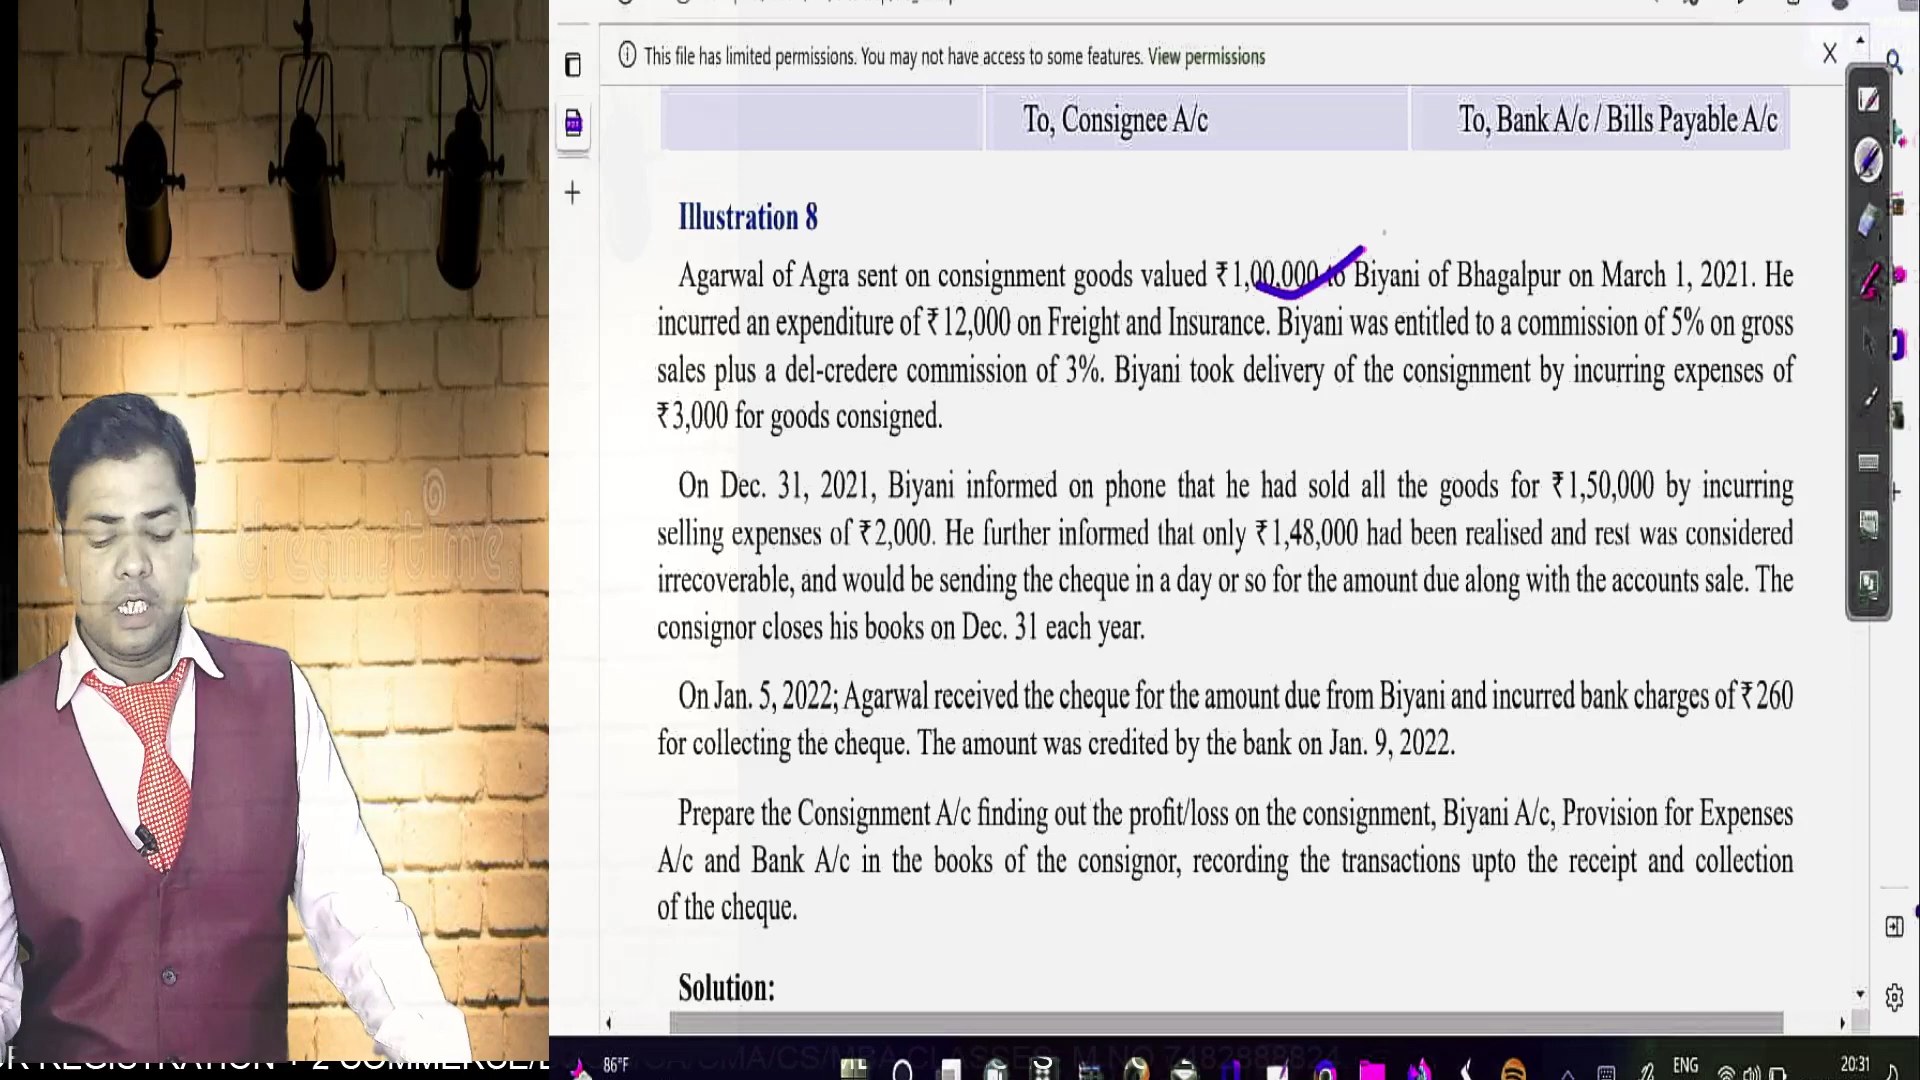 This file has limited permissions. You may not have access to some features. View permissions
To, Consignee A/c
To, Bank A/c / Bills Payable A/c
Illustration 8
Agarwal of Agra sent on consignment goods valued ₹1,00,000 to Biyani of Bhagalpur on March 1, 2021. He
incurred an expenditure of ₹12,000 on Freight and Insurance. Biyani was entitled to a commission of 5% on gross
sales plus a del-credere commission of 3%. Biyani took delivery of the consignment by incurring expenses of
₹3,000 for goods consigned.
On Dec. 31, 2021, Biyani informed on phone that he had sold all the goods for ₹1,50,000 by incurring
selling expenses of ₹2,000. He further informed that only ₹1,48,000 had been realised and rest was considered
irrecoverable, and would be sending the cheque in a day or so for the amount due along with the accounts sale. The
consignor closes his books on Dec. 31 each year.
On Jan. 5, 2022; Agarwal received the cheque for the amount due from Biyani and incurred bank charges of ₹260
for collecting the cheque. The amount was credited by the bank on Jan. 9, 2022.
Prepare the Consignment A/c finding out the profit/loss on the consignment, Biyani A/c, Provision for Expenses
A/c and Bank A/c in the books of the consignor, recording the transactions upto the receipt and collection
of the cheque.
Solution:
dreamstime
86°F
ENG
20:31